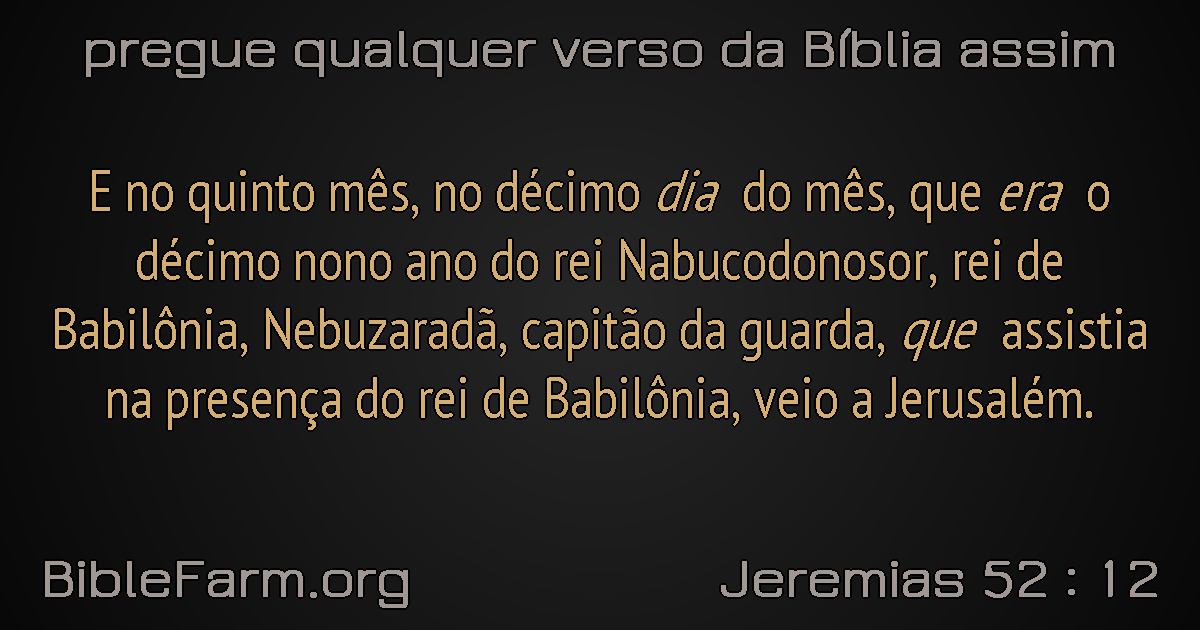 pregue qualquer verso da Bíblia assim
E no quinto mês, no décimo dia do mês, que era o
décimo nono ano do rei Nabucodonosor, rei de
Babilônia, Nebuzaradã, capitão da guarda, que assistia
na presença do rei de Babilônia, veio a Jerusalém.
BibleFarm.org
Jeremias 52 : 12